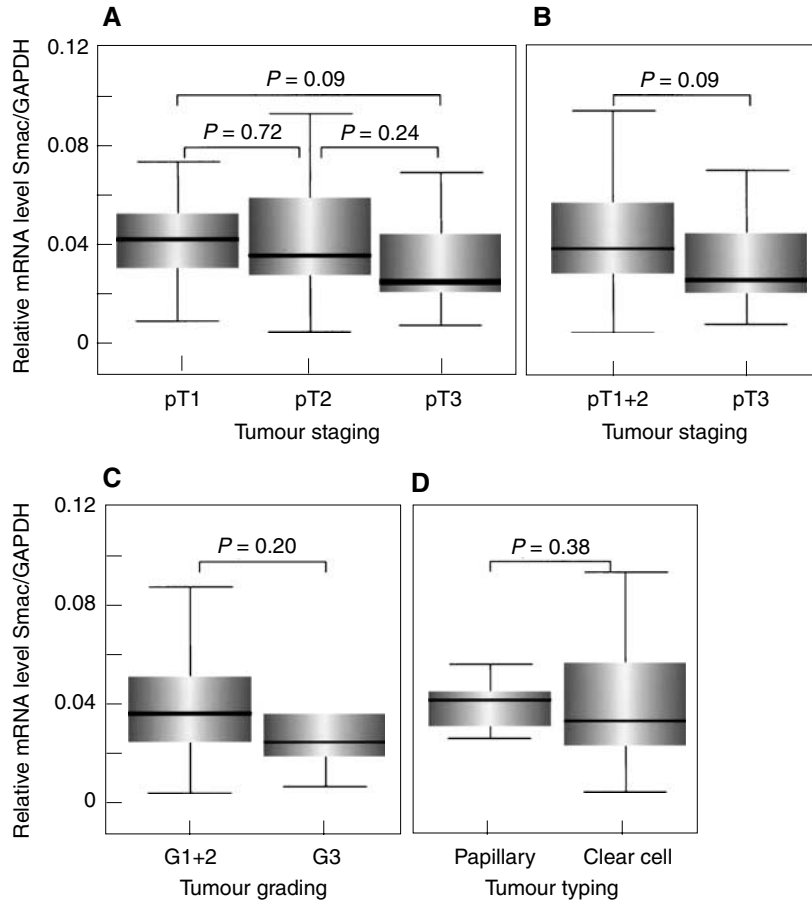 A
Relative mRNA level Smac/GAPDH
0.12
0.08
0.04
0
P = 0.09
P = 0.72
P = 0.24
pT1 pT2 pT3
Tumour staging
B
P = 0.09
pT1+2 pT3
Tumour staging
C
Relative mRNA level Smac/GAPDH
0.12
0.08
0.04
0
P = 0.20
G1+2 G3
Tumour grading
D
P = 0.38
Papillary Clear cell
Tumour typing